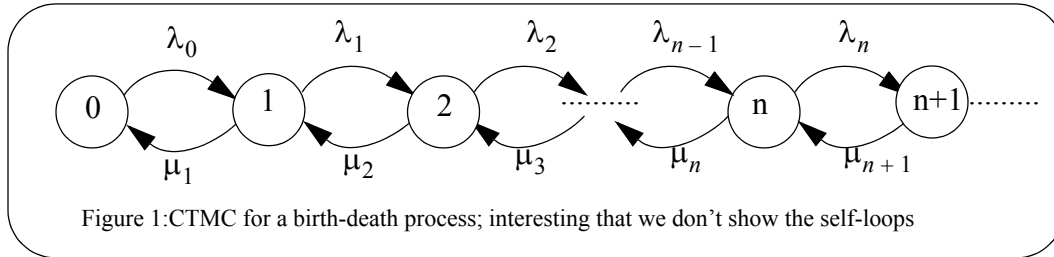 λ0 λ1 λ2 λn – 1 λn
0 1 2 n n+1
μ1 μ2 μ3 μn μn + 1
Figure 1:CTMC for a birth-death process; interesting that we don't show the self-loops